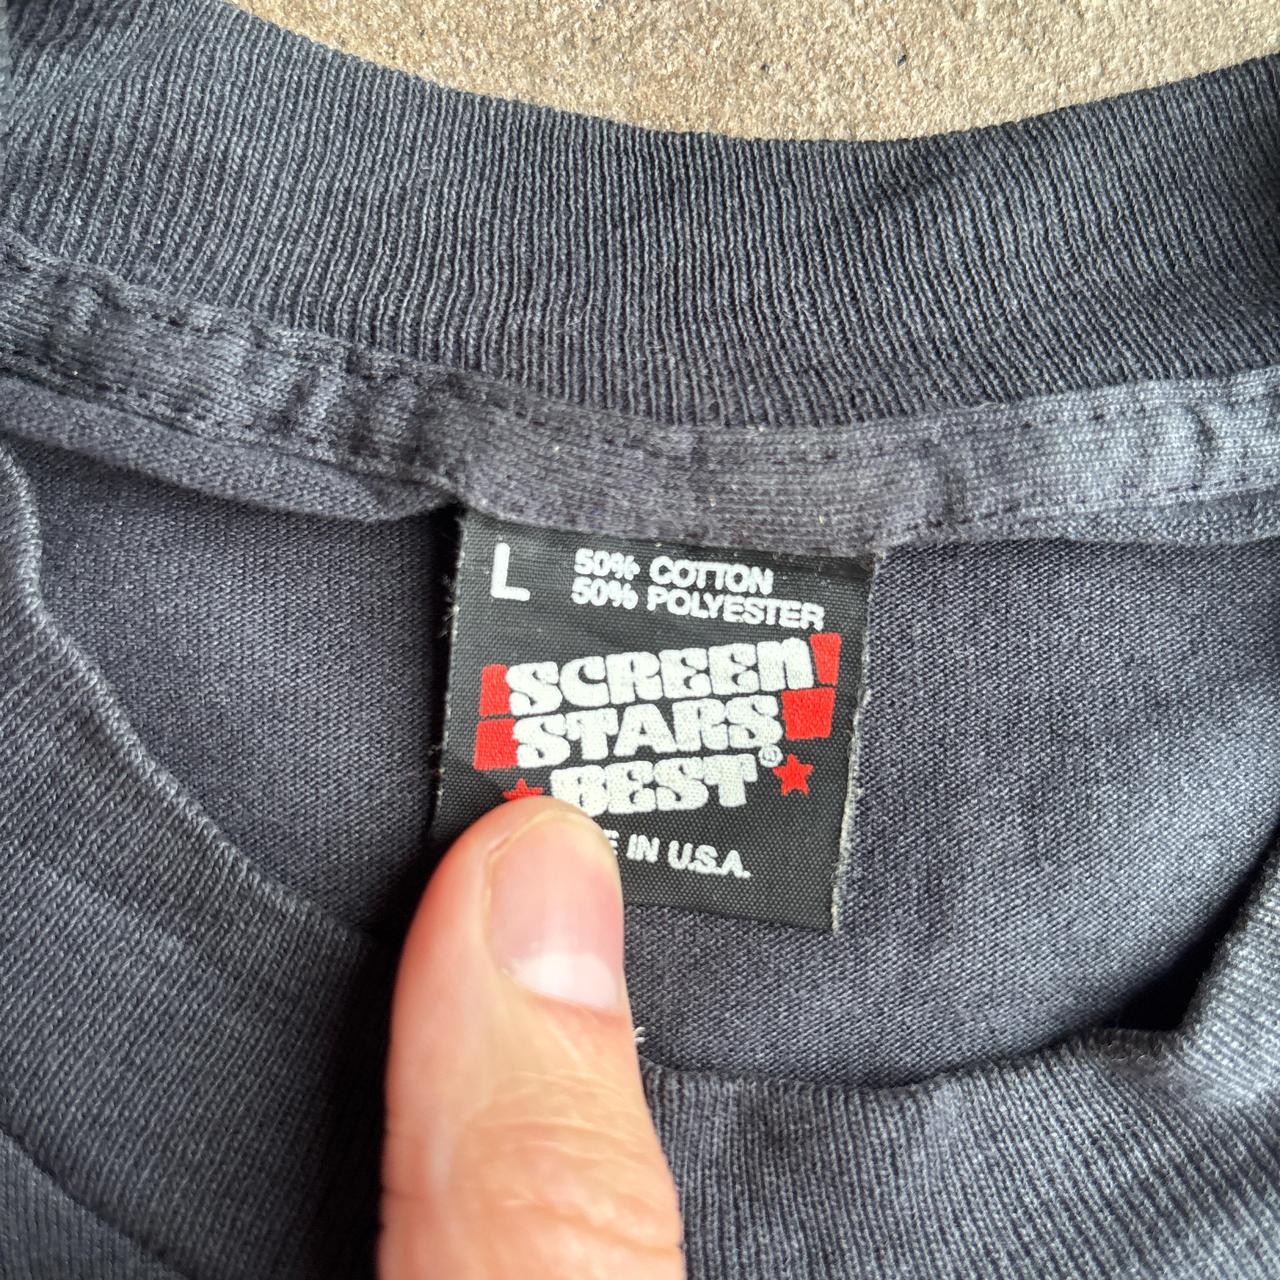 L
50% COTTON
50% POLYESTER
SCREEN
STARS
BEST®
IN U.S.A.